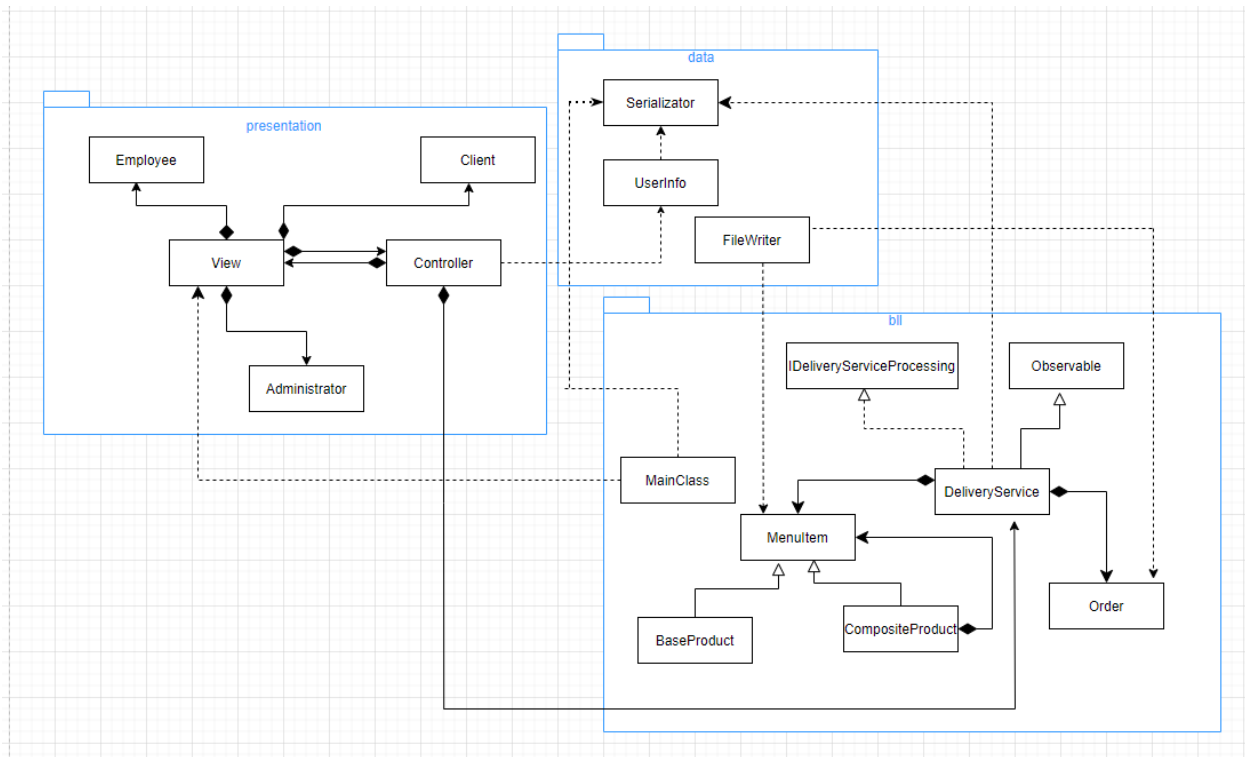 data
Serializator
presentation
Employee
Client
UserInfo
FileWriter
View
Controller
bll
IDeliveryServiceProcessing
Observable
Administrator
MainClass
DeliveryService
MenuItem
Order
BaseProduct
CompositeProduct